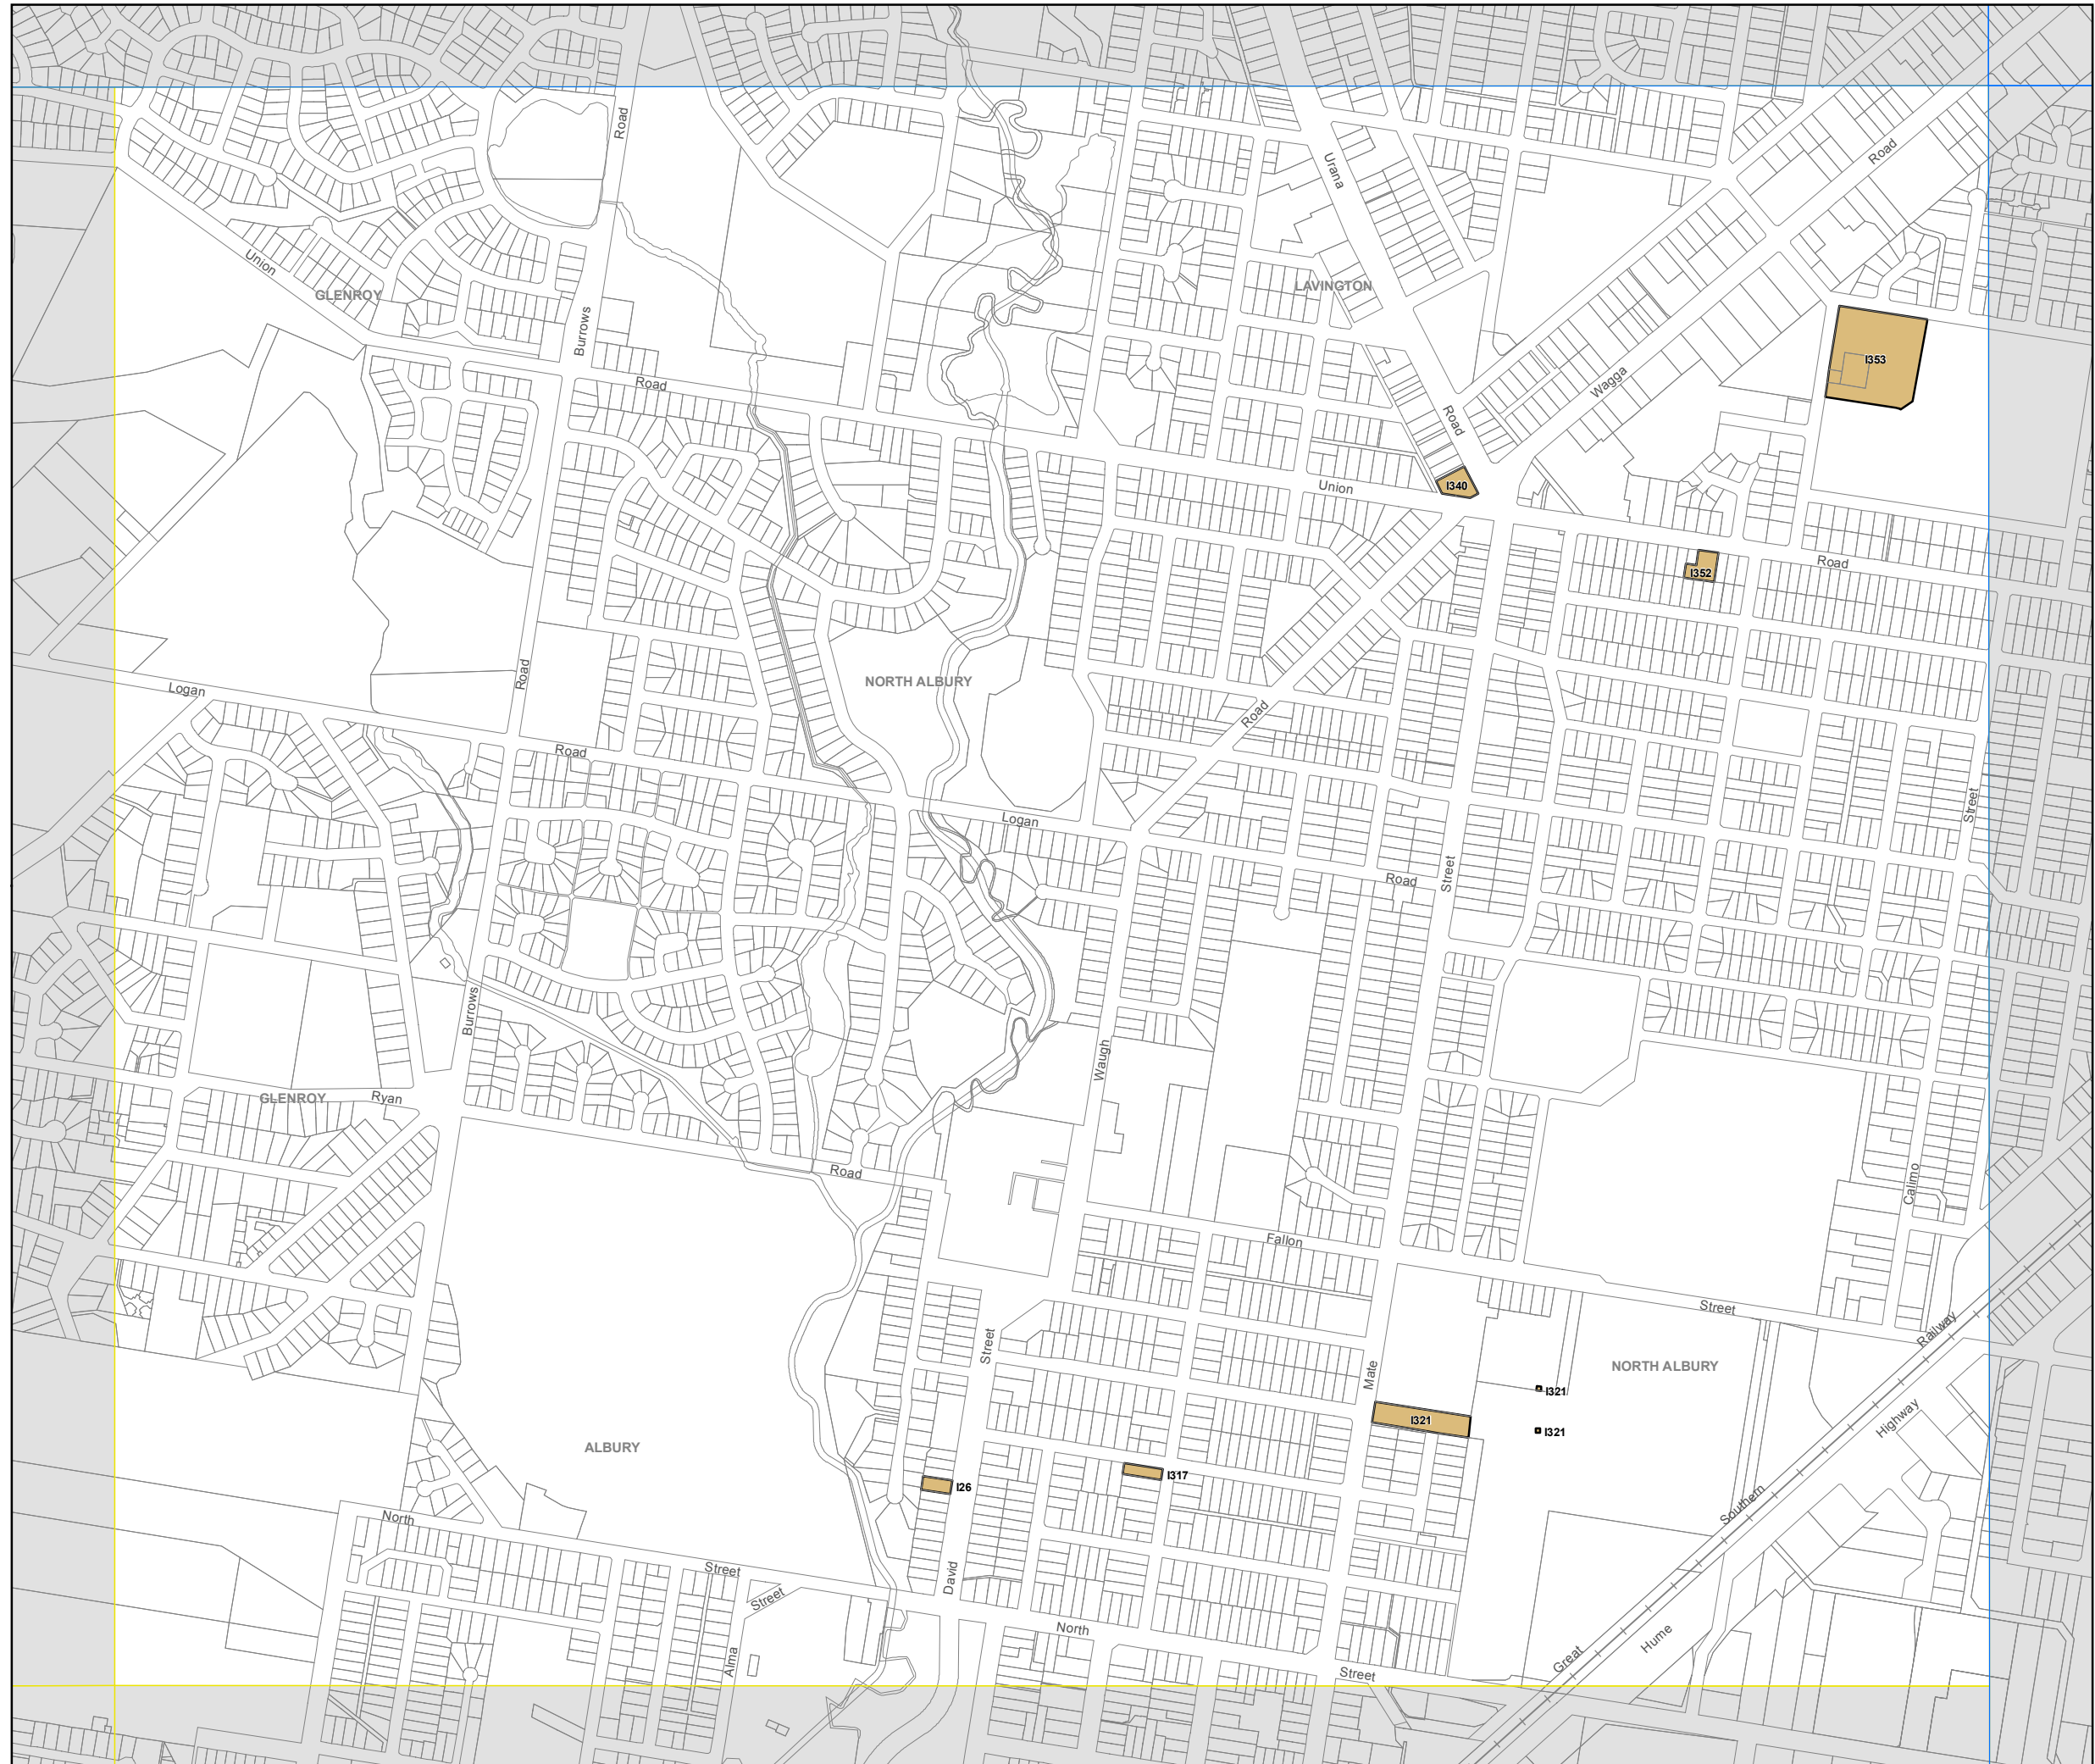 Road
Road
Urana
Union
GLENROY
LAVINGTON
Burrows
I353
Road
Wagga
Road
I340
Union
Road
I352
Road
NORTH ALBURY
Logan
Road
Road
Street
Logan
Street
Road
Burrows
Waugh
GLENROY
Ryan
Road
Calimo
Fallon
Street
Railway
Street
Mate
NORTH ALBURY
I321
I321
I321
Highway
ALBURY
I317
I26
Southern
North
Street
David
Street
North
Hume
Great
Alma
Street